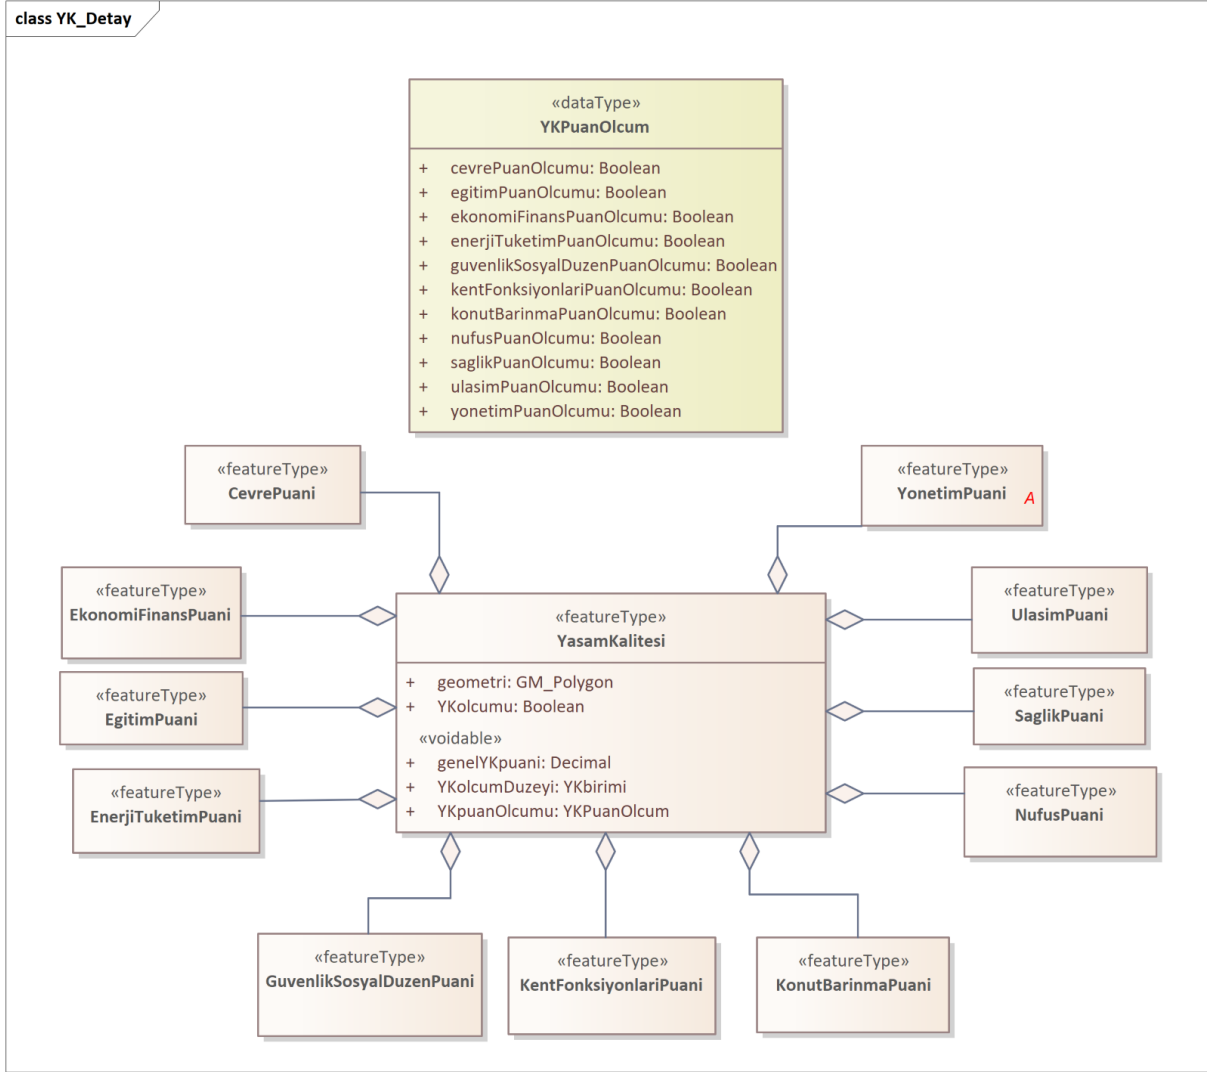 class YK_Detay
«dataType»
YKPuanOlcum
+ cevrePuanOlcumu: Boolean
+ egitimPuanOlcumu: Boolean
+ ekonomiFinansPuanOlcumu: Boolean
+ enerjiTuketimPuanOlcumu: Boolean
+ guvenlikSosyalDuzenPuanOlcumu: Boolean
+ kentFonksiyonlariPuanOlcumu: Boolean
+ konutBarinmaPuanOlcumu: Boolean
+ nufusPuanOlcumu: Boolean
+ saglikPuanOlcumu: Boolean
+ ulasimPuanOlcumu: Boolean
+ yonetimPuanOlcumu: Boolean
«featureType»
CevrePuani
«featureType»
YonetimPuani
A
«featureType»
EkonomiFinansPuani
«featureType»
UlasimPuani
«featureType»
YasamKalitesi
+ geometri: GM_Polygon
+ YKolcumu: Boolean
«voidable»
+ genelYKpuani: Decimal
+ YKolcumDuzeyi: YKbirimi
+ YKpuanOlcumu: YKPuanOlcum
«featureType»
EgitimPuani
«featureType»
SaglikPuani
«featureType»
EnerjiTuketimPuani
«featureType»
NufusPuani
«featureType»
GuvenlikSosyalDuzenPuani
«featureType»
KentFonksiyonlariPuani
«featureType»
KonutBarinmaPuani